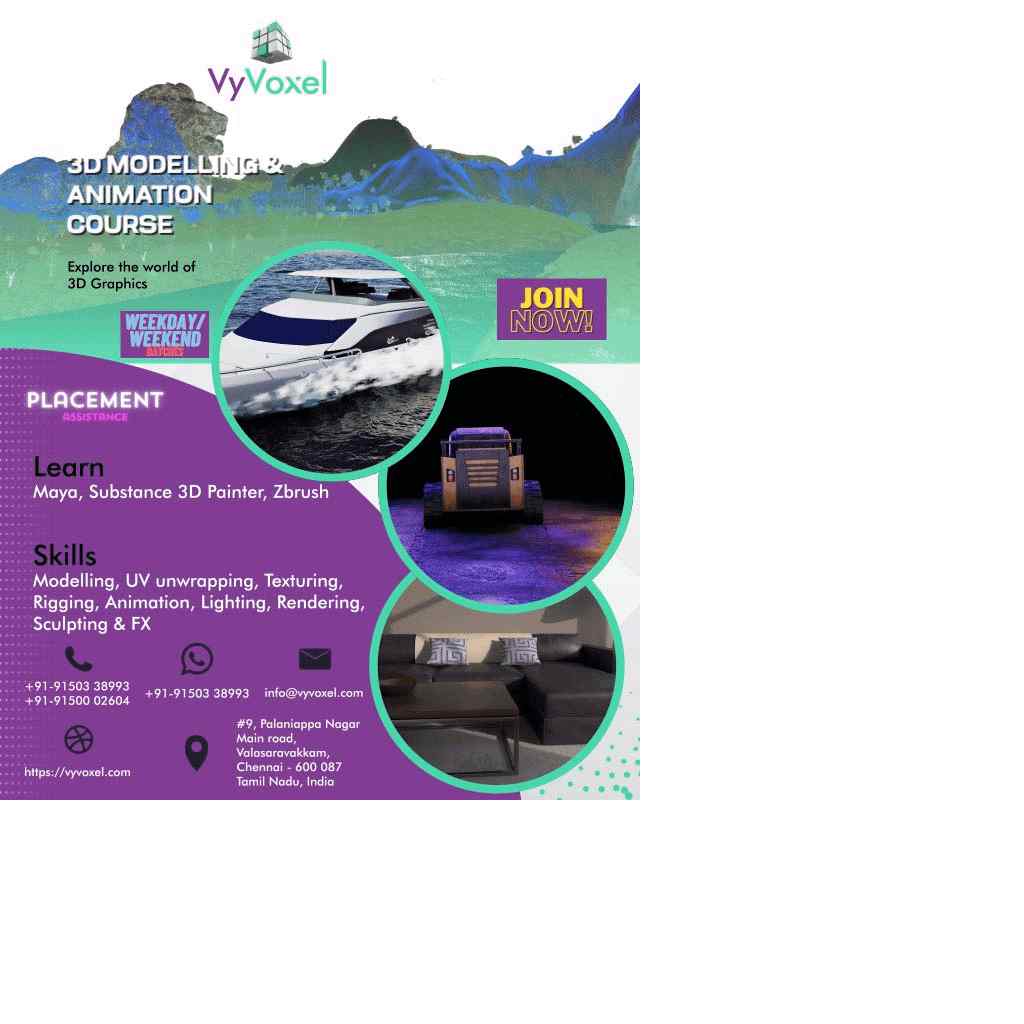 VyVoxel
3D MODELLING &
ANIMATION
COURSE
Explore the world of
3D Graphics
WEEKDAY/
WEEKEND
BATCHES
JOIN
NOW!
PLACEMENT
ASSISTANCE
Learn
Maya, Substance 3D Painter, Zbrush
Skills
Modelling, UV unwrapping, Texturing,
Rigging, Animation, Lighting, Rendering,
Sculpting & FX
+91-91503 38993
+91-91500 02604
+91-91503 38993
info@vyvoxel.com
https://vyvoxel.com
#9, Palaniappa Nagar
Main road,
Valasaravakkam,
Chennai - 600 087
Tamil Nadu, India